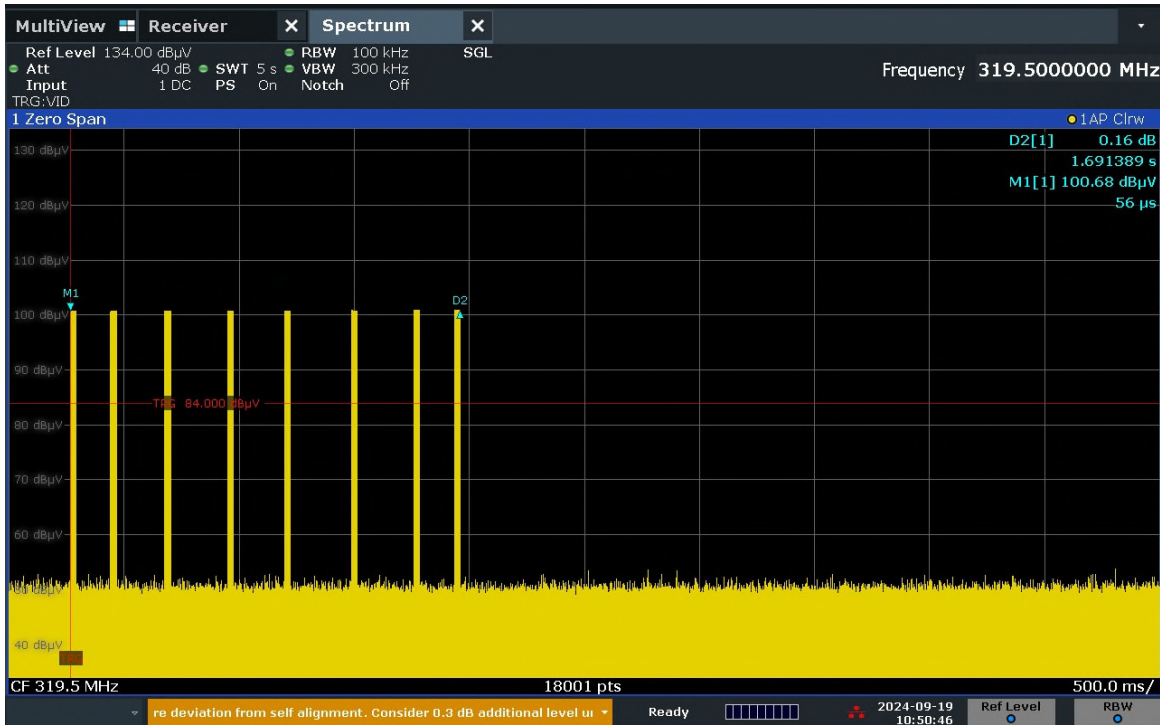 MultiView Receiver X Spectrum X
Ref Level 134.00 dBµV RBW 100 kHz SGL
Att 40 dB SWT 5 s VBW 300 kHz
Frequency 319.5000000 MHz
Input 1 DC PS On Notch Off
TRG:VID
1 Zero Span 1AP Clrw
D2[1] 0.16 dB
1.691389 s
M1[1] 100.68 dBµV
56 µs
130 dBµV
120 dBµV
110 dBµV
M1
D2
100 dBµV
90 dBµV
TRG 84.000 dBµV
80 dBµV
70 dBµV
60 dBµV
50 dBµV
40 dBµV
TRG
CF 319.5 MHz 18001 pts 500.0 ms/
re deviation from self alignment. Consider 0.3 dB additional level Ready 2024-09-19 Ref Level RBW
10:50:46